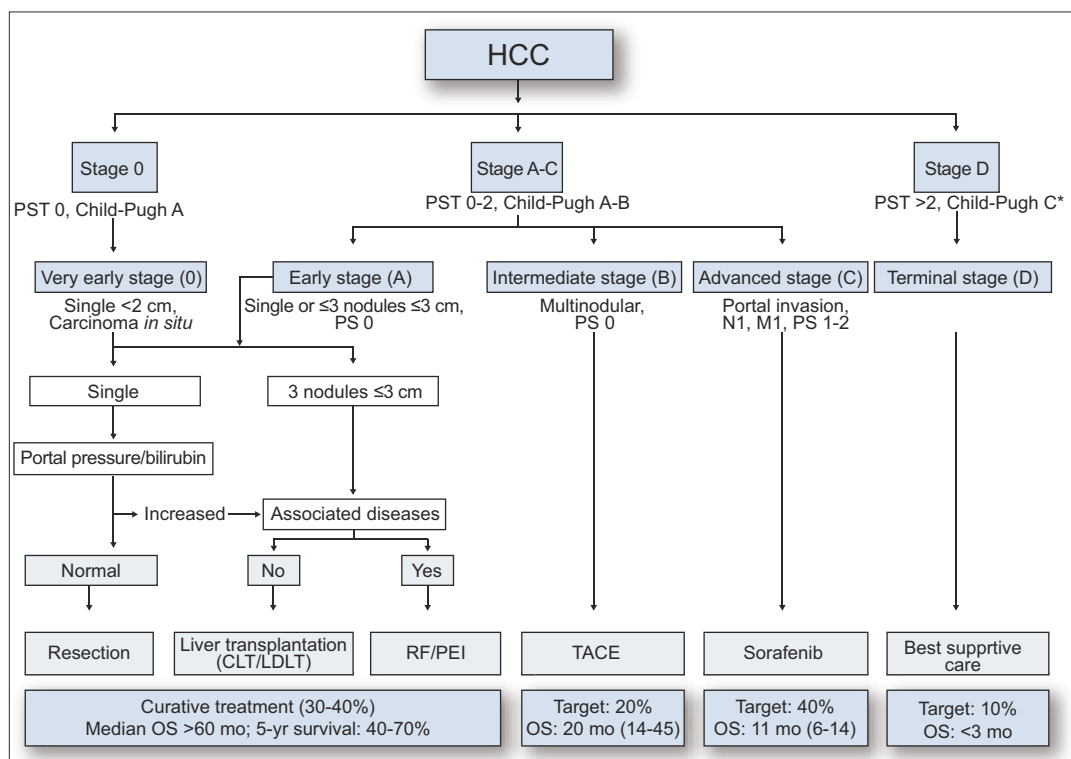 HCC
Stage 0
PST 0, Child-Pugh A
Stage A-C
PST 0-2, Child-Pugh A-B
Stage D
PST >2, Child-Pugh C*
Very early stage (0)
Single <2 cm,
Carcinoma in situ
Early stage (A)
Single or ≤3 nodules ≤3 cm,
PS 0
Intermediate stage (B)
Multinodular,
PS 0
Advanced stage (C)
Portal invasion,
N1, M1, PS 1-2
Terminal stage (D)
Single
3 nodules ≤3 cm
Portal pressure/bilirubin
Increased
Associated diseases
Normal
No
Yes
Resection
Liver transplantation
(CLT/LDLT)
RF/PEI
TACE
Sorafenib
Best supprtive
care
Curative treatment (30-40%)
Median OS >60 mo; 5-yr survival: 40-70%
Target: 20%
OS: 20 mo (14-45)
Target: 40%
OS: 11 mo (6-14)
Target: 10%
OS: <3 mo